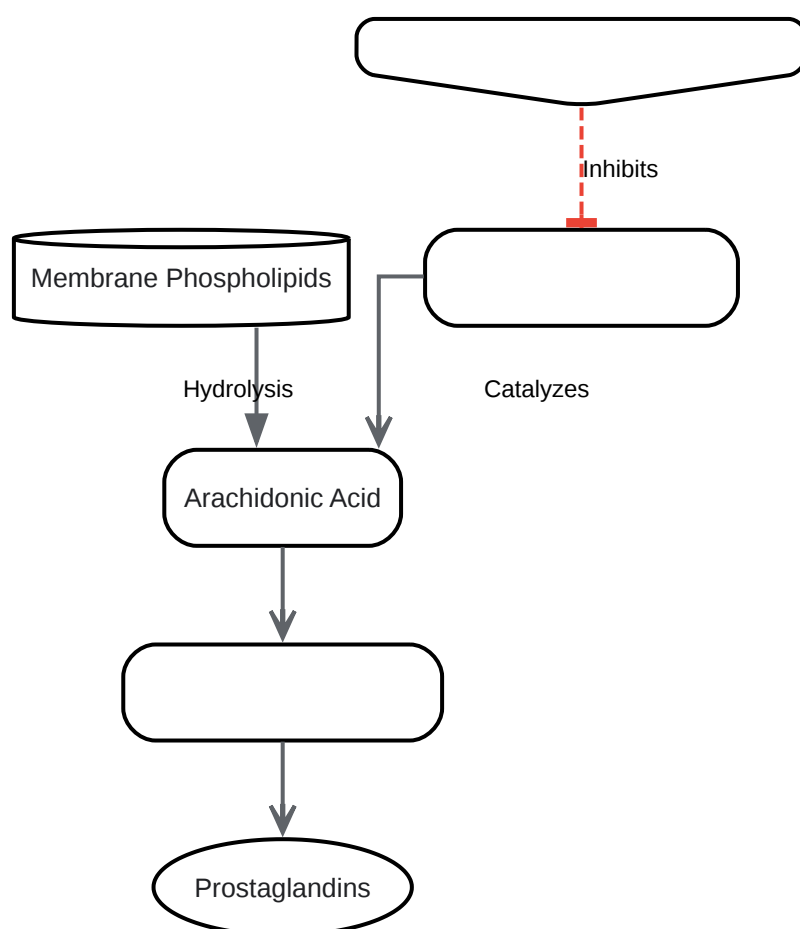 Inhibits
Membrane Phospholipids
Hydrolysis
Catalyzes
Arachidonic Acid
Prostaglandins